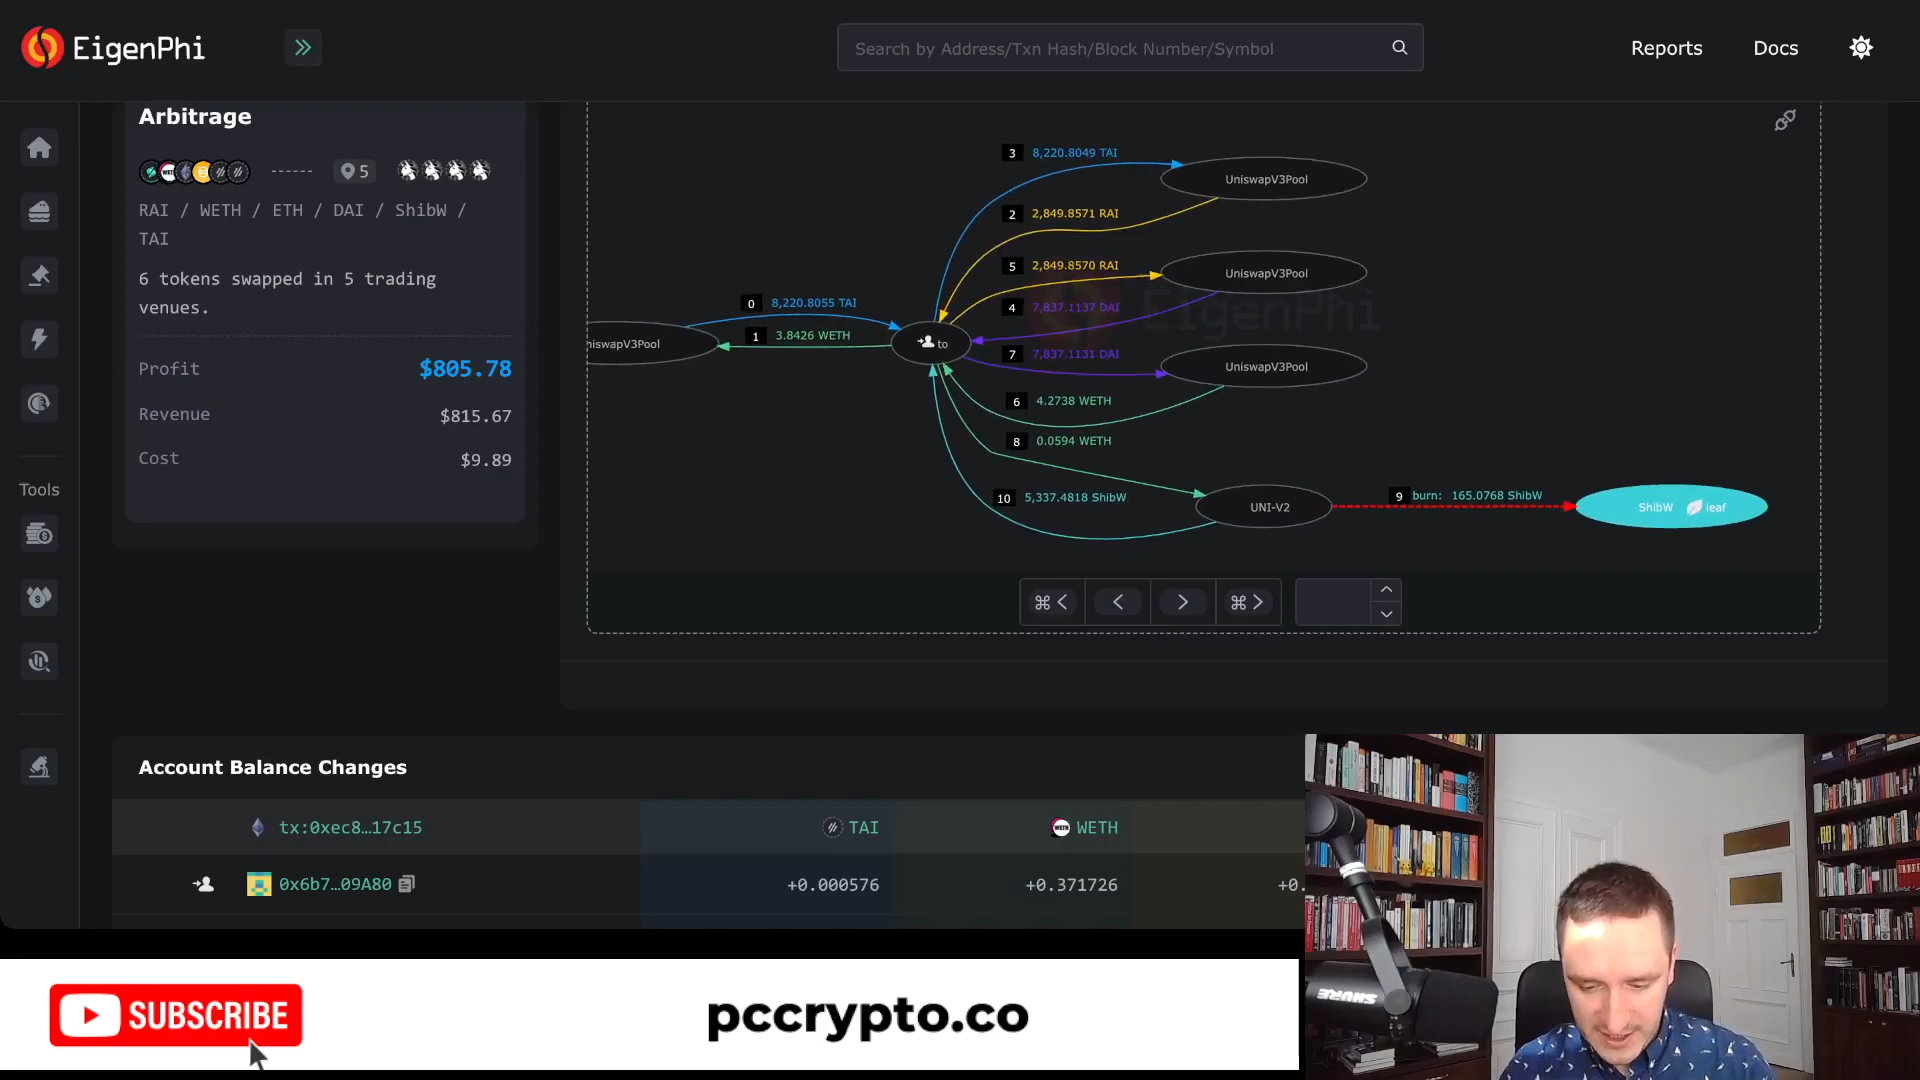 EigenPhi
Search by Address/Txn Hash/Block Number/Symbol
Reports
Docs
Arbitrage
5
RAI / WETH / ETH / DAI / ShibW /
TAI
6 tokens swapped in 5 trading
venues.
Profit
$805.78
Revenue
$815.67
Cost
$9.89
Tools
3 8,220.8049 TAI
UniswapV3Pool
2 2,849.8571 RAI
5 2,849.8570 RAI
UniswapV3Pool
EigenPhi
4 7,837.1137 DAI
0 8,220.8055 TAI
1 3.8426 WETH
niswapV3Pool
to
7 7,837.1131 DAI
UniswapV3Pool
6 4.2738 WETH
8 0.0594 WETH
10 5,337.4818 ShibW
UNI-V2
9 burn: 165.0768 ShibW
ShibW leaf
⌘ <
<
>
⌘ >
Account Balance Changes
tx:0xec8…17c15
TAI
WETH
0x6b7…09A80
+0.000576
+0.371726
+0.
SHURE
SUBSCRIBE
pccrypto.co